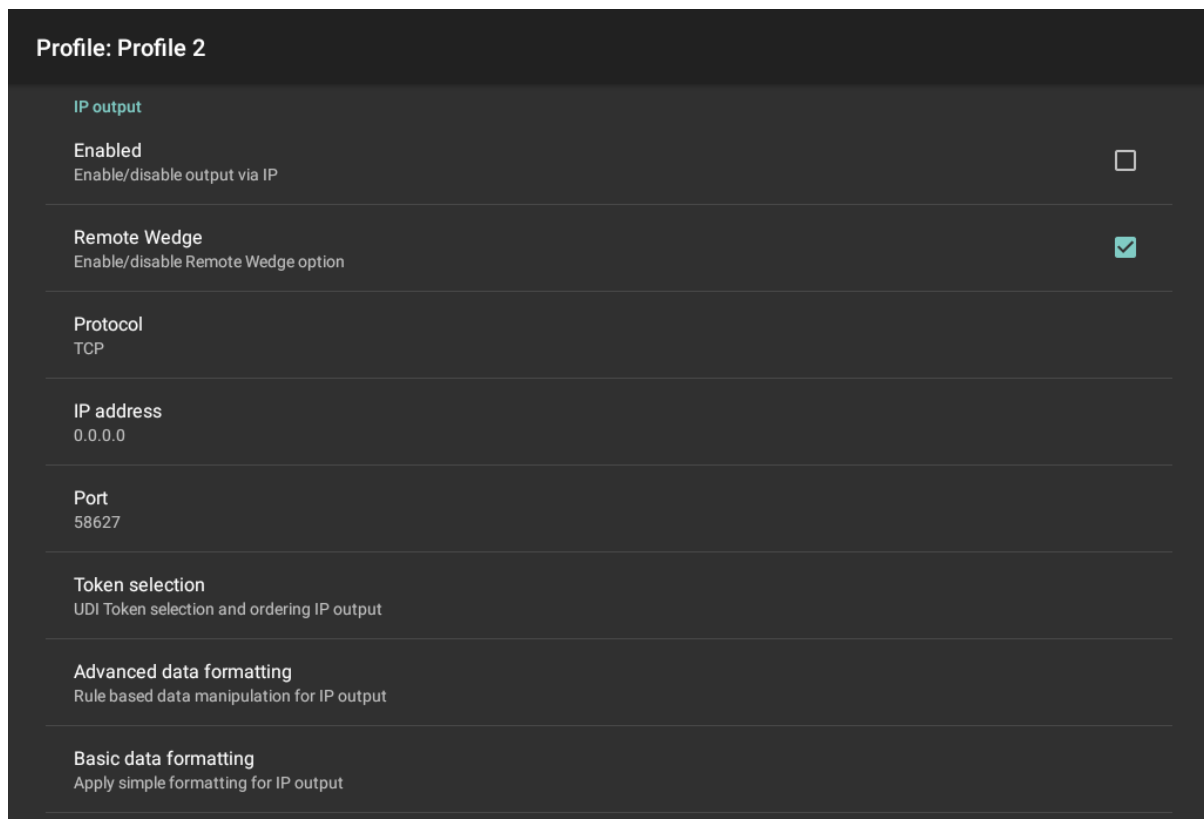 Profile: Profile 2
IP output
Enabled
Enable/disable output via IP
Remote Wedge
Enable/disable Remote Wedge option
Protocol
TCP
IP address
0.0.0.0
Port
58627
Token selection
UDI Token selection and ordering IP output
Advanced data formatting
Rule based data manipulation for IP output
Basic data formatting
Apply simple formatting for IP output